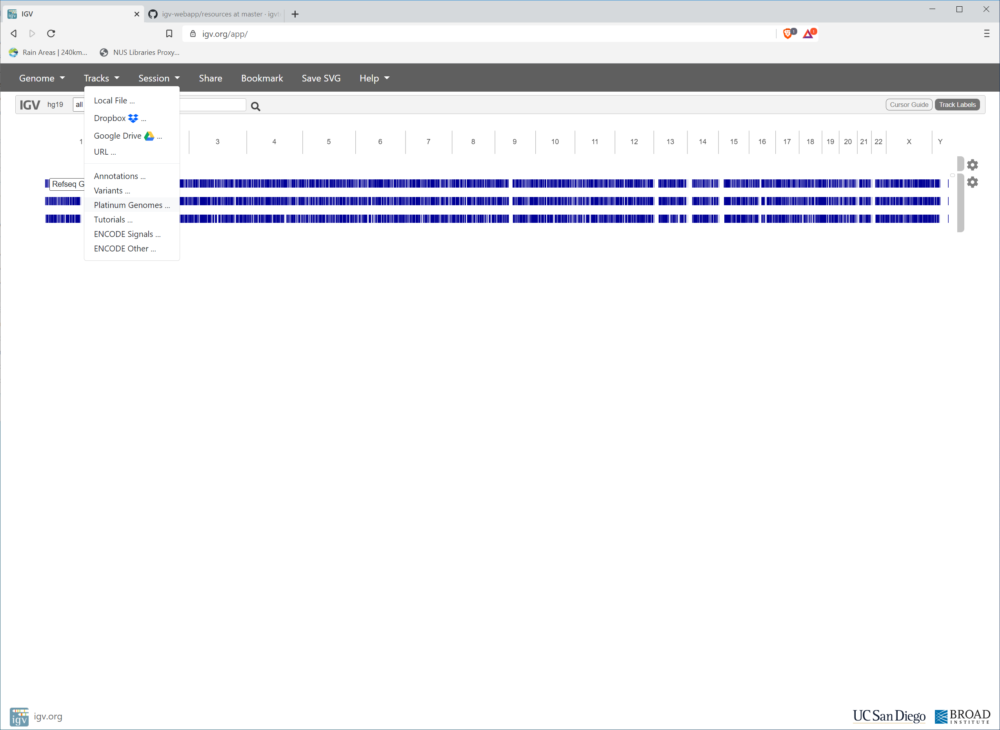 IGV
igv-webapp/resources at master · igvt
igv.org/app/
1
1
Rain Areas | 240km...
NUS Libraries Proxy...
Genome
Tracks
Session
Share
Bookmark
Save SVG
Help
IGV hg19 all
Cursor Guide
Track Labels
Local File ...
Dropbox ...
Google Drive ...
URL ...
Annotations ...
Variants ...
Platinum Genomes ...
Tutorials ...
ENCODE Signals ...
ENCODE Other ...
1 3 4 5 6 7 8 9 10 11 12 13 14 15 16 17 18 19 20 21 22 X Y
Refseq G
igv igv.org
UC San Diego
BROAD
INSTITUTE